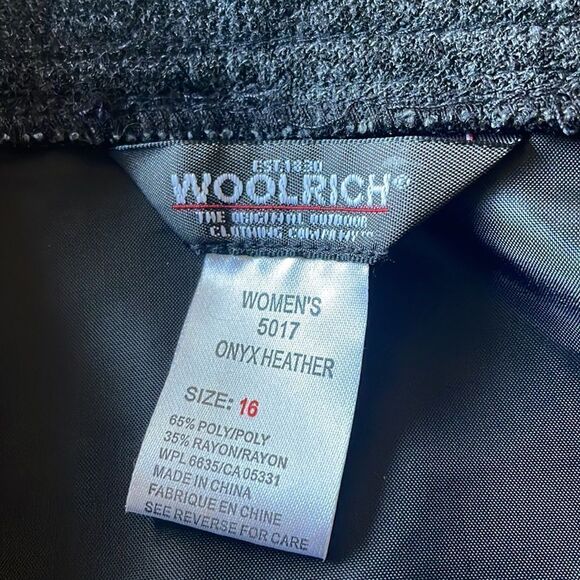 EST. 1830
WOOLRICH®
THE ORIGINAL OUTDOOR
CLOTHING COMPANY™
WOMEN'S
5017
ONYX HEATHER
SIZE: 16
65% POLY/POLY
35% RAYON/RAYON
WPL 6635/CA 05331
MADE IN CHINA
FABRIQUE EN CHINE
SEE REVERSE FOR CARE